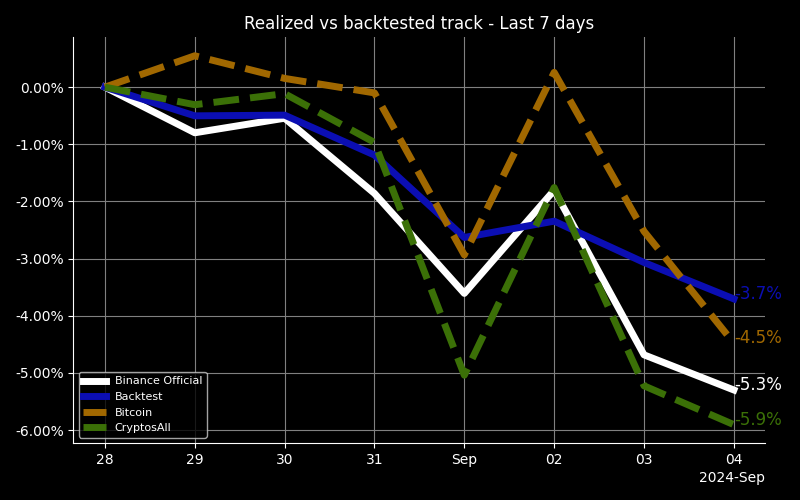 Realized vs backtested track - Last 7 days
0.00%
-1.00%
-2.00%
-3.00%
-4.00%
-5.00%
-6.00%
-3.7%
-4.5%
-5.3%
-5.9%
Binance Official
Backtest
Bitcoin
CryptosAll
28 29 30 31 Sep 02 03 04
2024-Sep